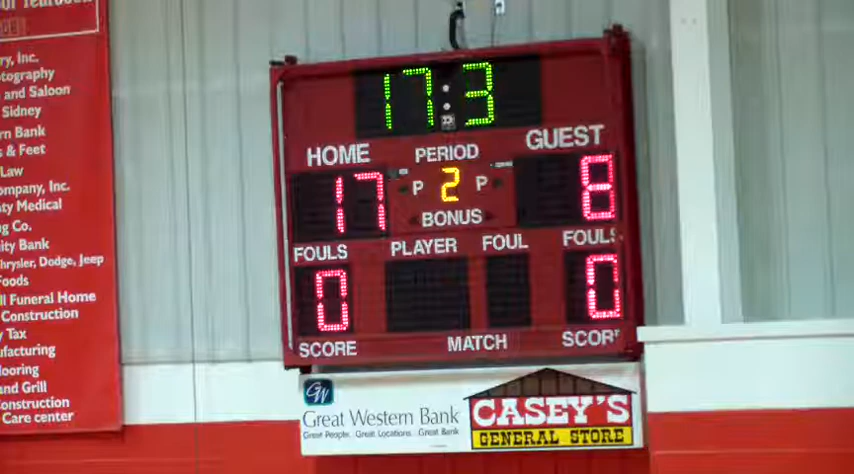 ry, Inc.
otography
and Saloon
Sidney
rn Bank
s & Feet
Law
ompany, Inc.
ty Medical
g Co.
ity Bank
hrysler, Dodge, Jeep
Foods
ll Funeral Home
Construction
y Tax
ufacturing
looring
and Grill
Construction
Care center
17:3
HOME PERIOD GUEST
17 P 2 P 8
BONUS
FOULS PLAYER FOUL FOULS
0 0
SCORE MATCH SCOR
GW
Great Western Bank
Great People. Great Locations. Great Bank
CASEY'S
GENERAL STORE